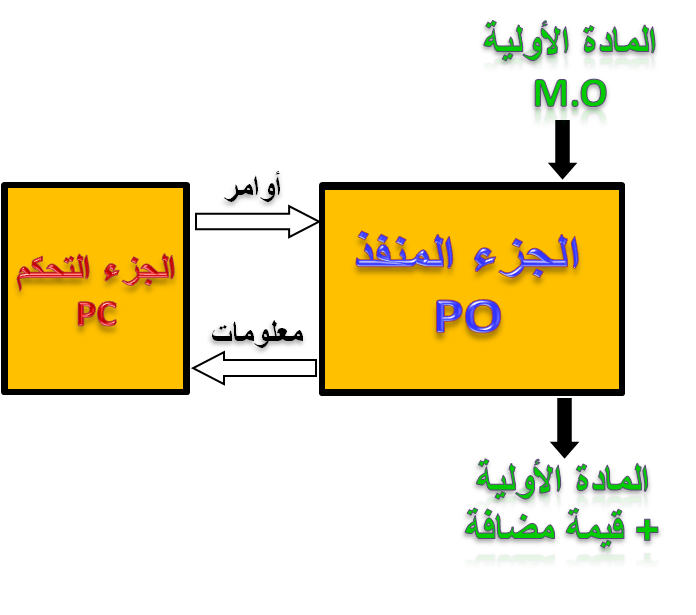 المادة الأولية
M.O
أوامر
الجزء المنفذ
PO
الجزء التحكم
PC
معلومات
المادة الأولية
+ قيمة مضافة